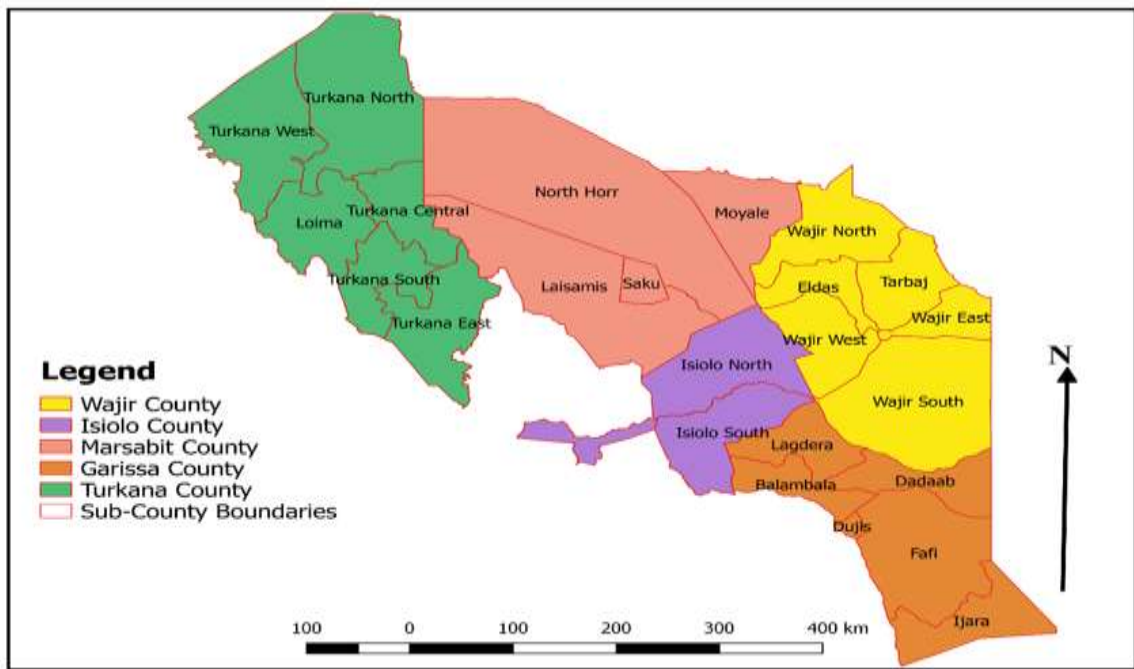 Turkana North
Turkana West
North Horr
Moyale
Turkana Central
Loima
Wajir North
Turkana South
Laisamis
Saku
Eldas
Tarbaj
Turkana East
Wajir East
Wajir West
N
Isiolo North
Wajir South
Isiolo South
Lagdera
Balambala
Dadaab
Dujis
Fafi
Ijara
Legend
Wajir County
Isiolo County
Marsabit County
Garissa County
Turkana County
Sub-County Boundaries
100 0 100 200 300 400 km